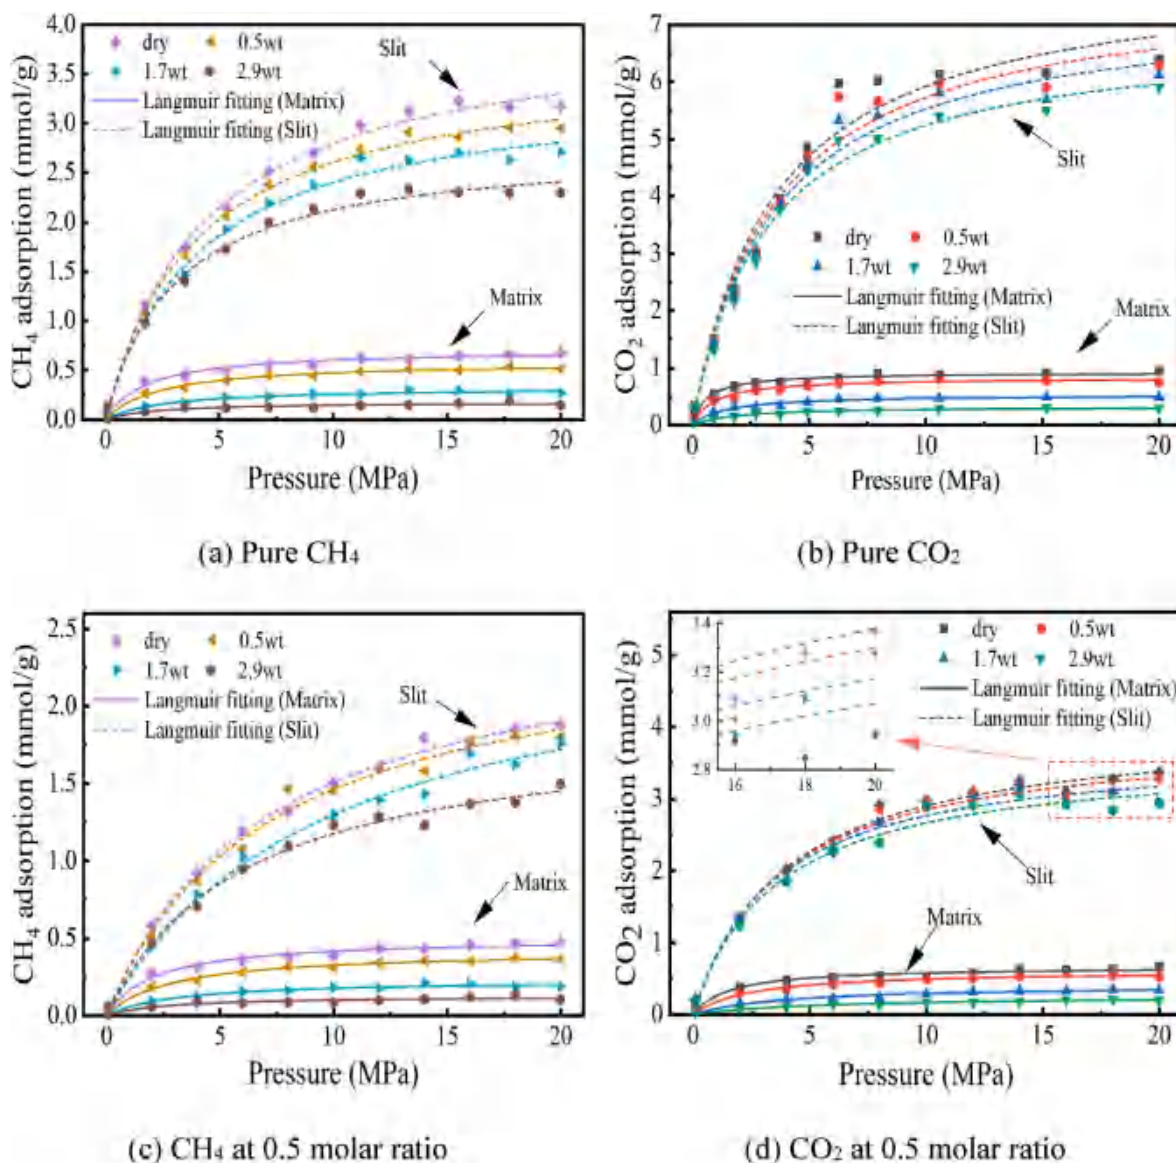 4.0
3.5
3.0
2.5
2.0
1.5
1.0
0.5
0.0
CH4 adsorption (mmol/g)
dry 0.5wt
1.7wt 2.9wt
Langmuir fitting (Matrix)
Langmuir fitting (Slit)
Slit
Matrix
0 5 10 15 20
Pressure (MPa)
(a) Pure CH4
7
6
5
4
3
2
1
0
CO2 adsorption (mmol/g)
Slit
dry 0.5wt
1.7wt 2.9wt
Langmuir fitting (Matrix)
Langmuir fitting (Slit)
Matrix
0 5 10 15 20
Pressure (MPa)
(b) Pure CO2
2.5
2.0
1.5
1.0
0.5
0.0
CH4 adsorption (mmol/g)
dry 0.5wt
1.7wt 2.9wt
Langmuir fitting (Matrix)
Langmuir fitting (Slit)
Slit
Matrix
0 5 10 15 20
Pressure (MPa)
(c) CH4 at 0.5 molar ratio
5
4
3
2
1
0
CO2 adsorption (mmol/g)
3.4
3.2
3.0
2.8
16 18 20
dry 0.5wt
1.7wt 2.9wt
Langmuir fitting (Matrix)
Langmuir fitting (Slit)
Slit
Matrix
0 5 10 15 20
Pressure (MPa)
(d) CO2 at 0.5 molar ratio